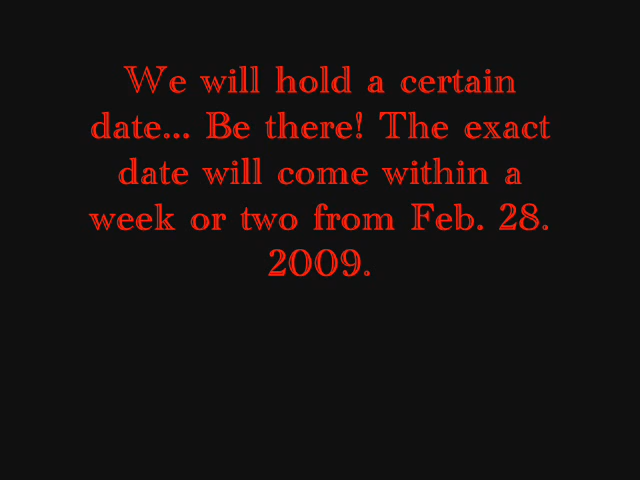 We will hold a certain
date... Be there! The exact
date will come within a
week or two from Feb. 28.
2009.